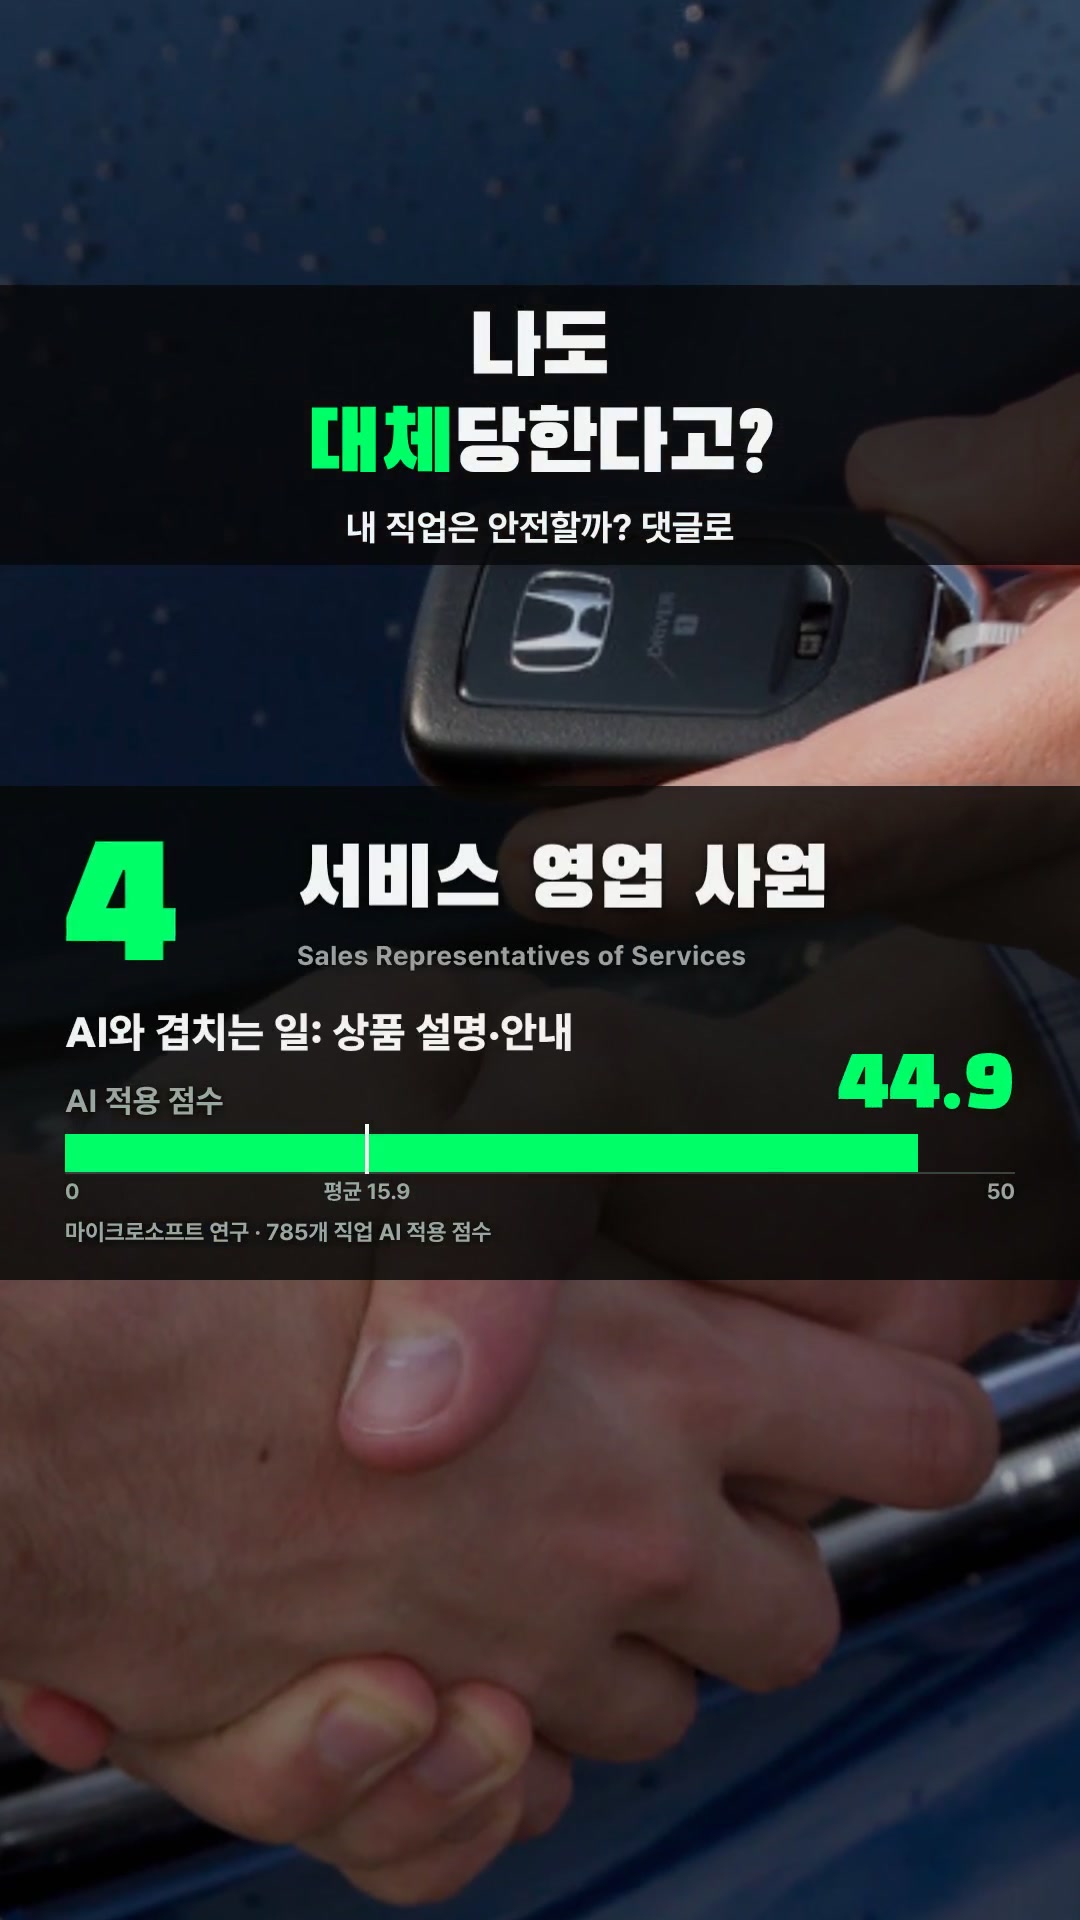 나도
대체당한다고?
내 직업은 안전할까? 댓글로
DRIVER 1
4
서비스 영업 사원
Sales Representatives of Services
AI와 겹치는 일: 상품 설명·안내
44.9
AI 적용 점수
0 평균 15.9 50
마이크로소프트 연구 · 785개 직업 AI 적용 점수